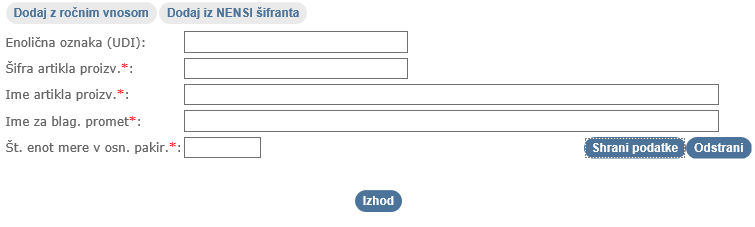 Dodaj z ročnim vnosom Dodaj iz NENSI šifranta
Enolična oznaka (UDI):
Šifra artikla proizv.*:
Ime artikla proizv.*:
Ime za blag. promet*:
Št. enot mere v osn. pakir.*: Shrani podatke Odstrani
Izhod